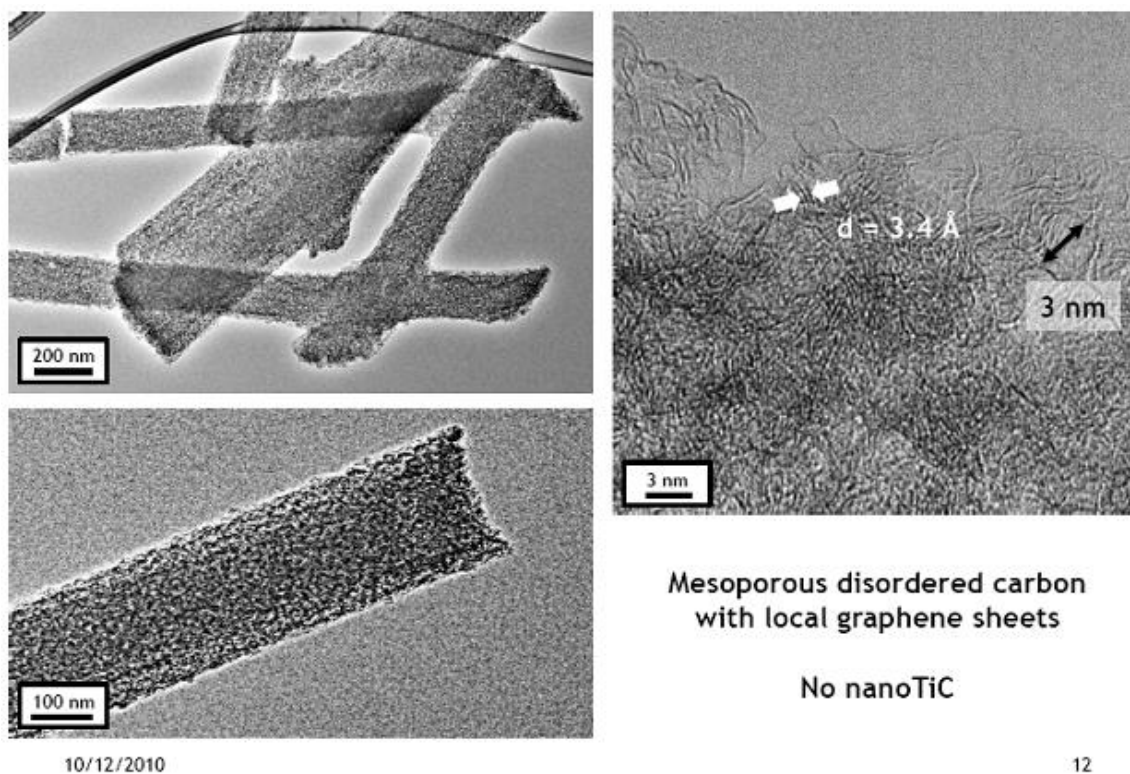 200 nm
d = 3.4 Å
3 nm
3 nm
100 nm
Mesoporous disordered carbon
with local graphene sheets
No nanoTiC
10/12/2010
12